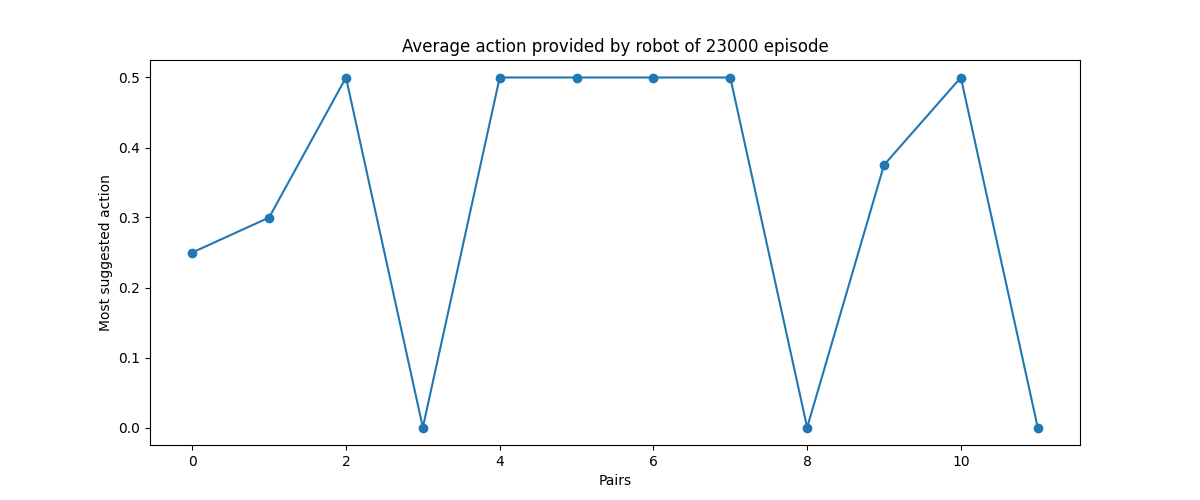 Average action provided by robot of 23000 episode
Most suggested action
0.5
0.4
0.3
0.2
0.1
0.0
0 2 4 6 8 10
Pairs